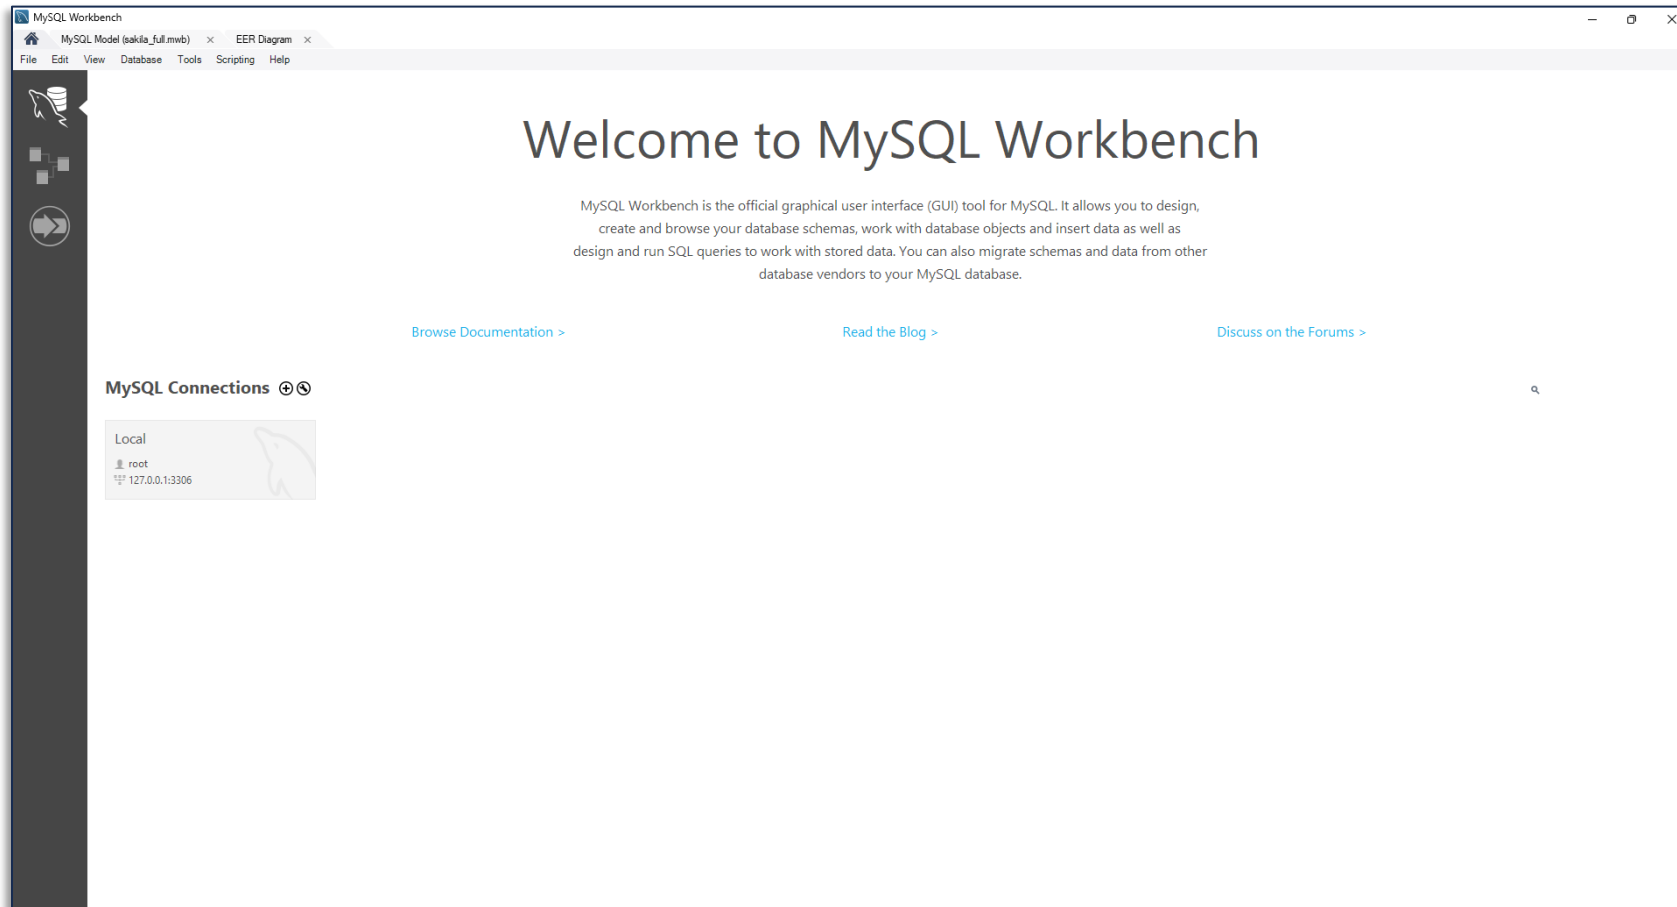 MySQL Workbench
MySQL Model (sakila_full.mwb) EER Diagram
File Edit View Database Tools Scripting Help
Welcome to MySQL Workbench
MySQL Workbench is the official graphical user interface (GUI) tool for MySQL. It allows you to design,
create and browse your database schemas, work with database objects and insert data as well as
design and run SQL queries to work with stored data. You can also migrate schemas and data from other
database vendors to your MySQL database.
Browse Documentation > Read the Blog > Discuss on the Forums >
MySQL Connections
Local
root
127.0.0.1:3306